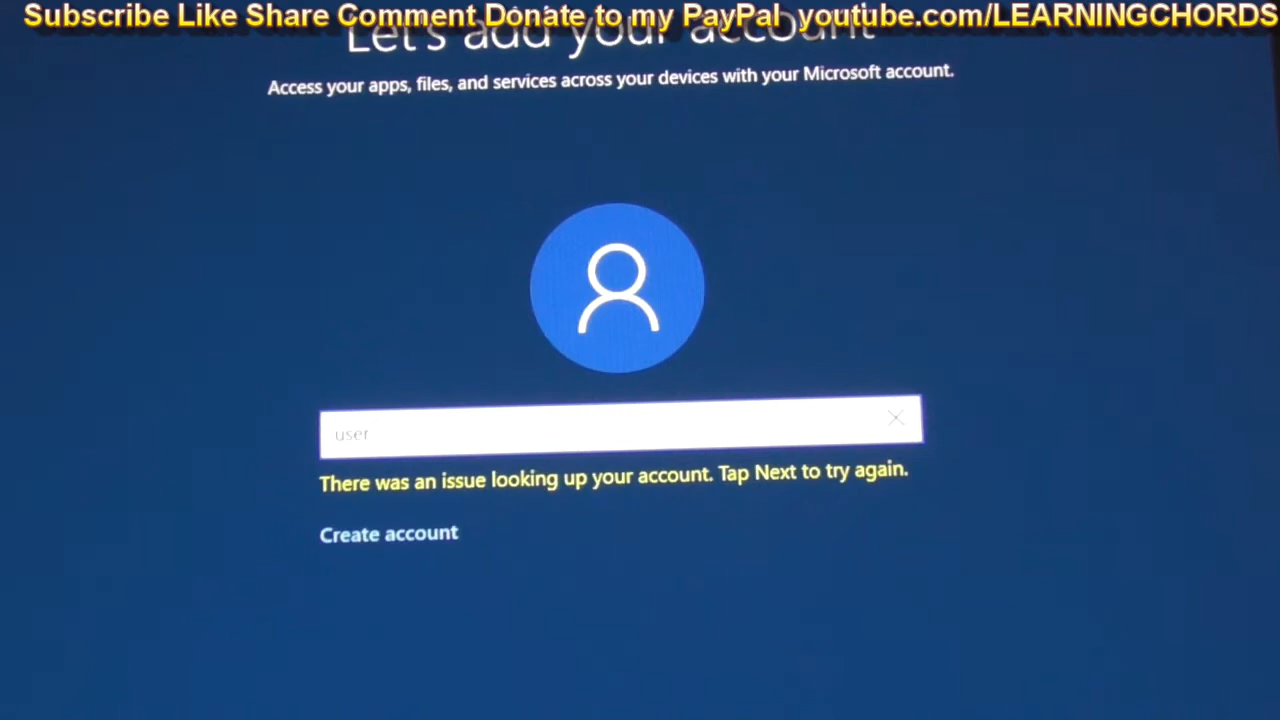 Subscribe Like Share Comment Donate to my PayPal youtube.com/LEARNINGCHORDS
Let's add your account
Access your apps, files, and services across your devices with your Microsoft account.
user
There was an issue looking up your account. Tap Next to try again.
Create account